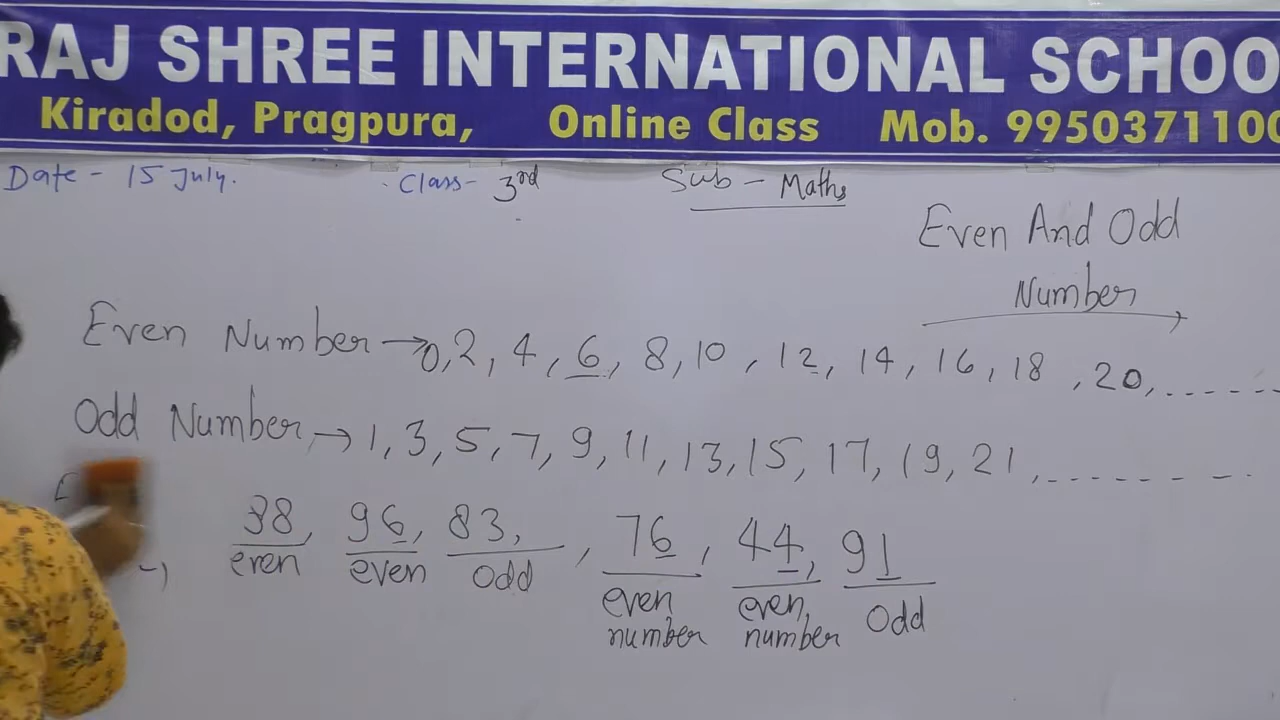 RAJ SHREE INTERNATIONAL SCHOO
Kiradod, Pragpura, Online Class Mob. 9950371100
Date - 15 July. Class - 3rd Sub - Maths
Even And Odd
Number
Even Number → 0, 2, 4, 6, 8, 10, 12, 14, 16, 18, 20, ------
Odd Number, → 1, 3, 5, 7, 9, 11, 13, 15, 17, 19, 21, --------
38, 96, 83, , 76, 44, 91
even even odd even number even, number Odd